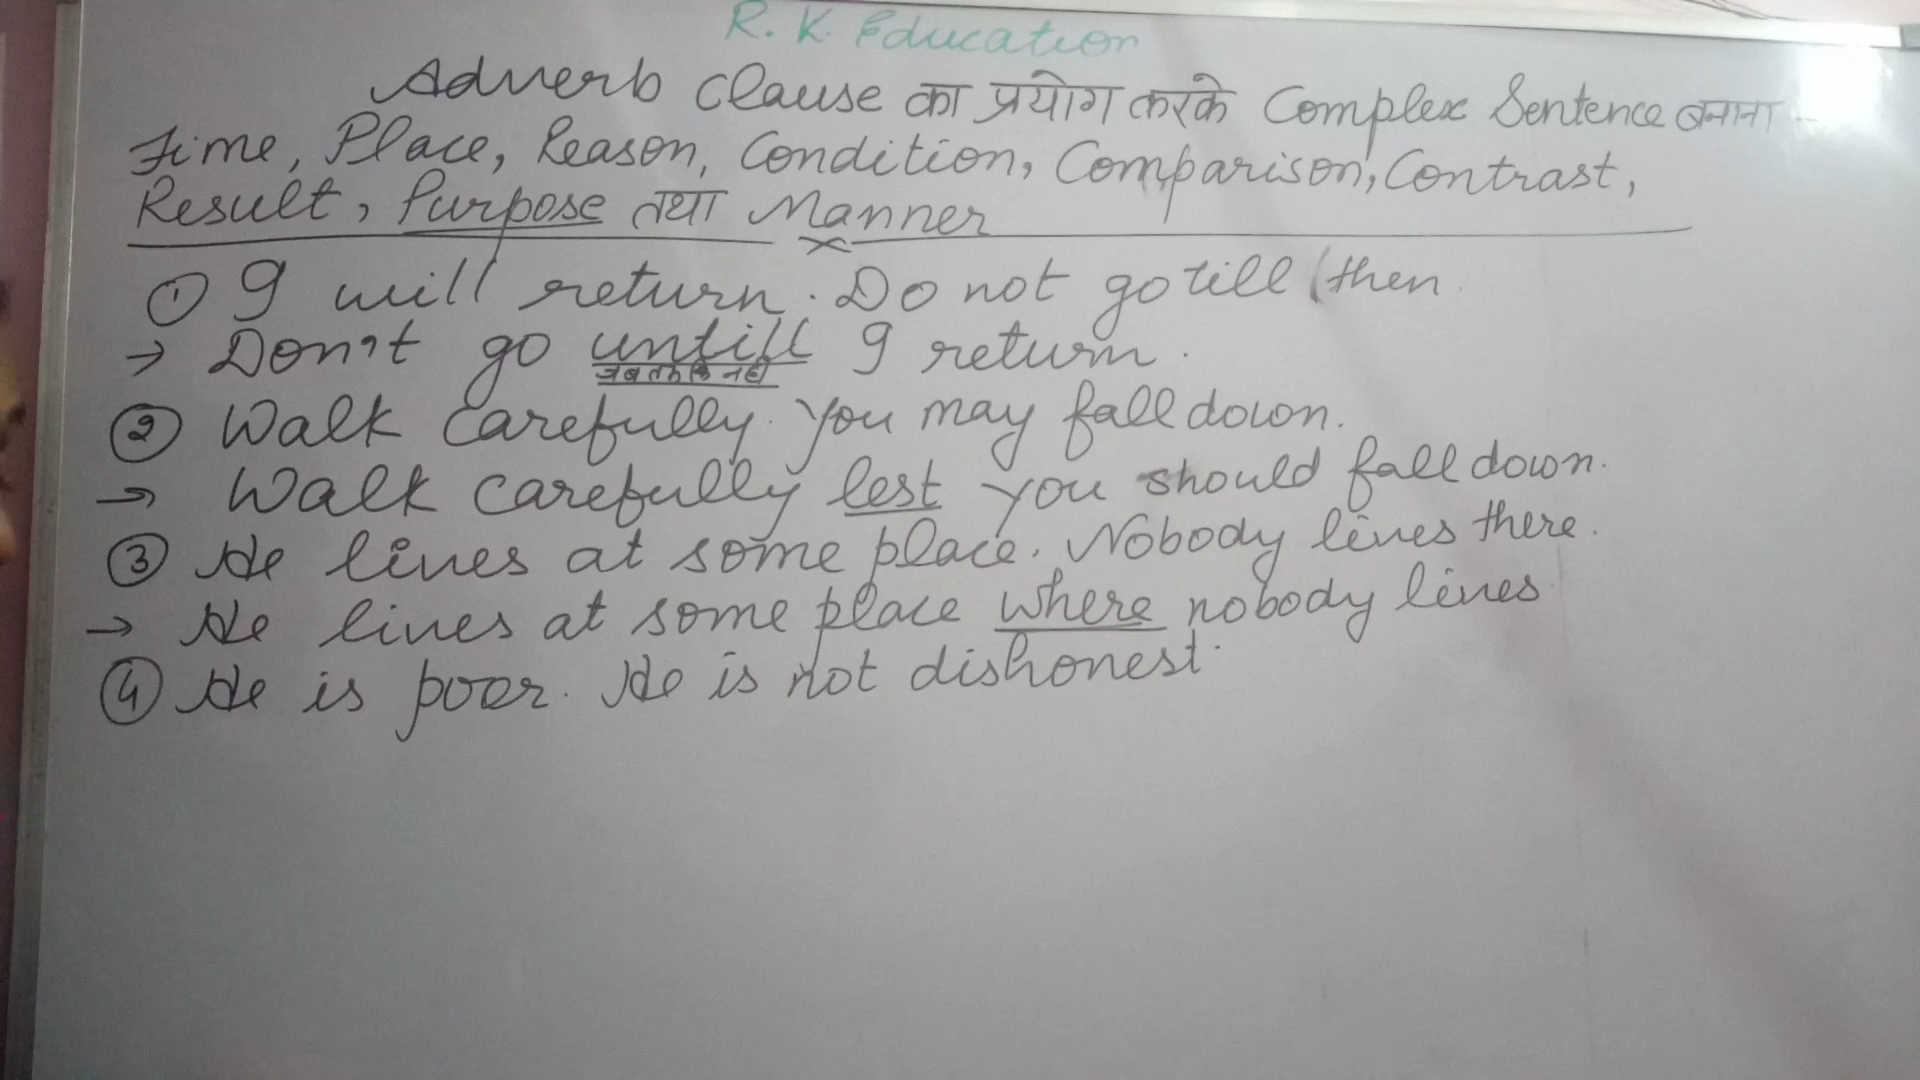 R. K. Education
Adverb clause का प्रयोग करके Complex Sentence बनाना
Time, Place, Reason, Condition, Comparison, Contrast,
Result, Purpose तथा Manner
① I will return. Do not go till then.
→ Don't go untill I return.
जब तक कि नहीं
② Walk carefully. You may fall down.
→ Walk carefully lest you should fall down.
③ He lives at some place. Nobody lives there.
→ He lives at some place where nobody lives
④ He is poor. He is not dishonest.